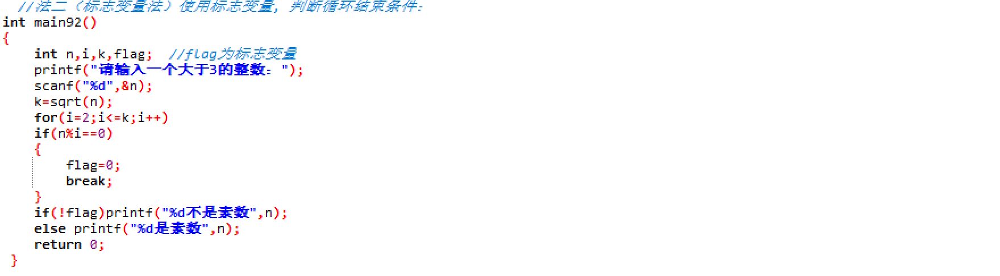 //法二（标志变量法）使用标志变量，判断循环结束条件：
int main92()
{
    int n,i,k,flag;  //flag为标志变量
    printf("请输入一个大于3的整数：");
    scanf("%d",&n);
    k=sqrt(n);
    for(i=2;i<=k;i++)
    if(n%i==0)
    {
        flag=0;
        break;
    }
    if(!flag)printf("%d不是素数",n);
    else printf("%d是素数",n);
    return 0;
}